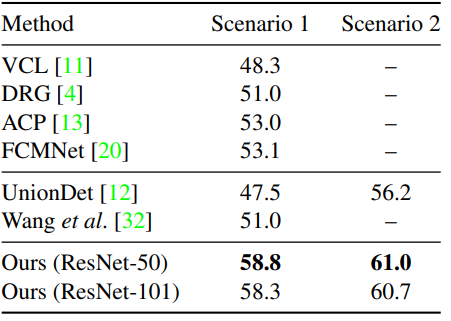 Method Scenario 1 Scenario 2
VCL [11] 48.3 –
DRG [4] 51.0 –
ACP [13] 53.0 –
FCMNet [20] 53.1 –
UnionDet [12] 47.5 56.2
Wang et al. [32] 51.0 –
Ours (ResNet-50) 58.8 61.0
Ours (ResNet-101) 58.3 60.7